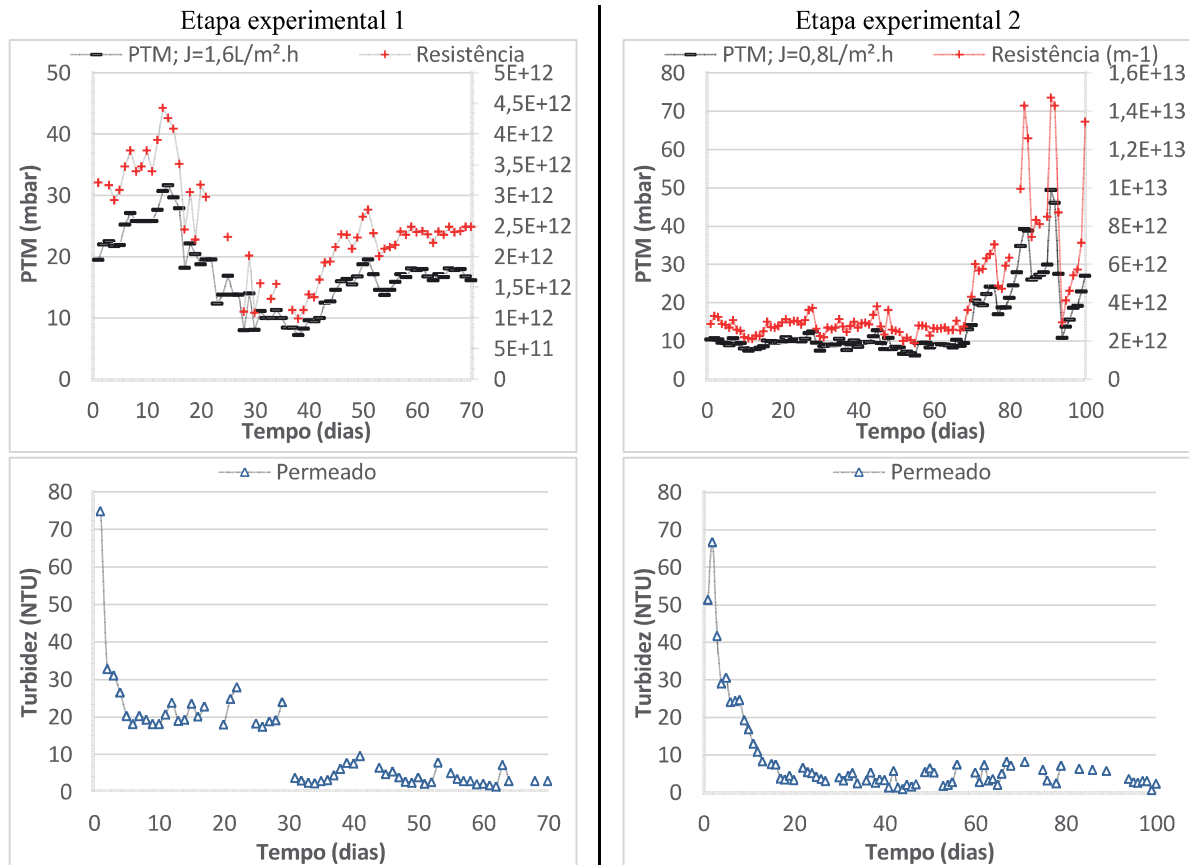 Etapa experimental 1
PTM; J=1,6L/m².h
Resistência
PTM (mbar)
50
40
30
20
10
0
5E+12
4,5E+12
4E+12
3,5E+12
3E+12
2,5E+12
2E+12
1,5E+12
1E+12
5E+11
0
0 10 20 30 40 50 60 70
Tempo (dias)
Permeado
Turbidez (NTU)
80
70
60
50
40
30
20
10
0
0 10 20 30 40 50 60 70
Tempo (dias)
Etapa experimental 2
PTM; J=0,8L/m².h
Resistência (m-1)
PTM (mbar)
80
70
60
50
40
30
20
10
0
1,6E+13
1,4E+13
1,2E+13
1E+13
8E+12
6E+12
4E+12
2E+12
0
0 20 40 60 80 100
Tempo (dias)
Permeado
Turbidez (NTU)
80
70
60
50
40
30
20
10
0
0 20 40 60 80 100
Tempo (dias)